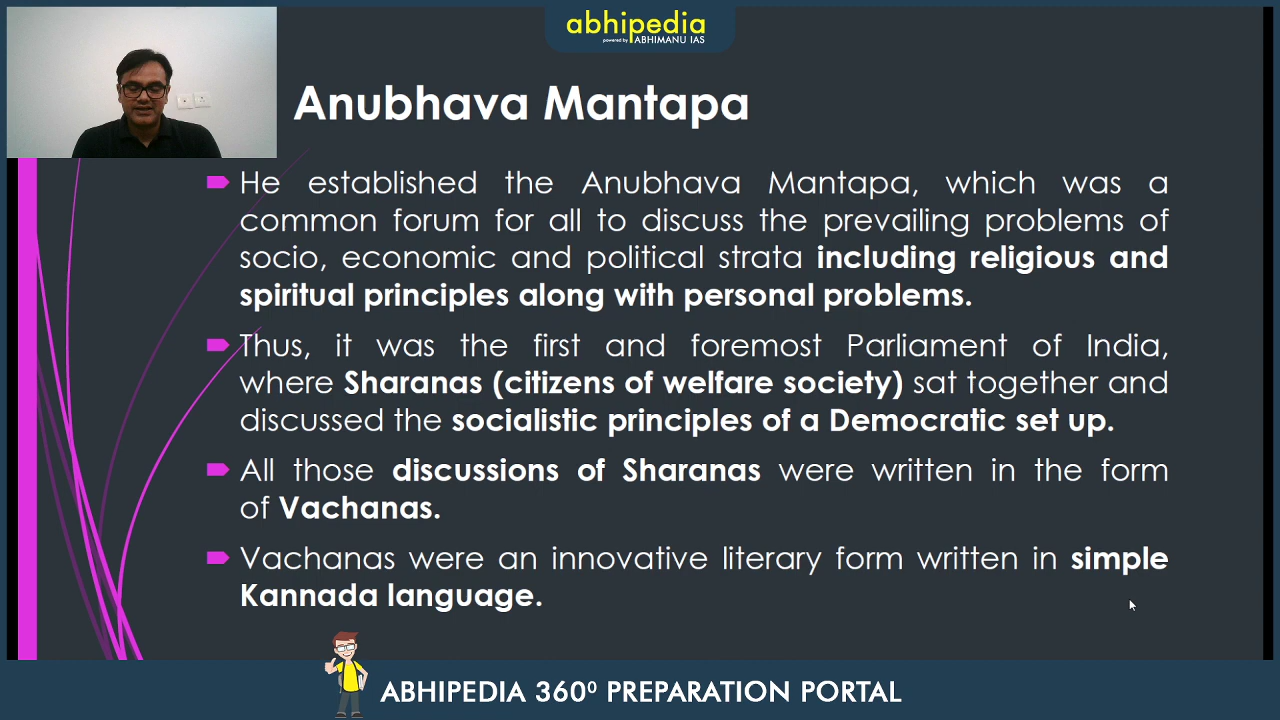 abhipedia
powered by ABHIMANU IAS
Anubhava Mantapa
He established the Anubhava Mantapa, which was a
common forum for all to discuss the prevailing problems of
socio, economic and political strata including religious and
spiritual principles along with personal problems.
Thus, it was the first and foremost Parliament of India,
where Sharanas (citizens of welfare society) sat together and
discussed the socialistic principles of a Democratic set up.
All those discussions of Sharanas were written in the form
of Vachanas.
Vachanas were an innovative literary form written in simple
Kannada language.
ABHIPEDIA 360⁰ PREPARATION PORTAL